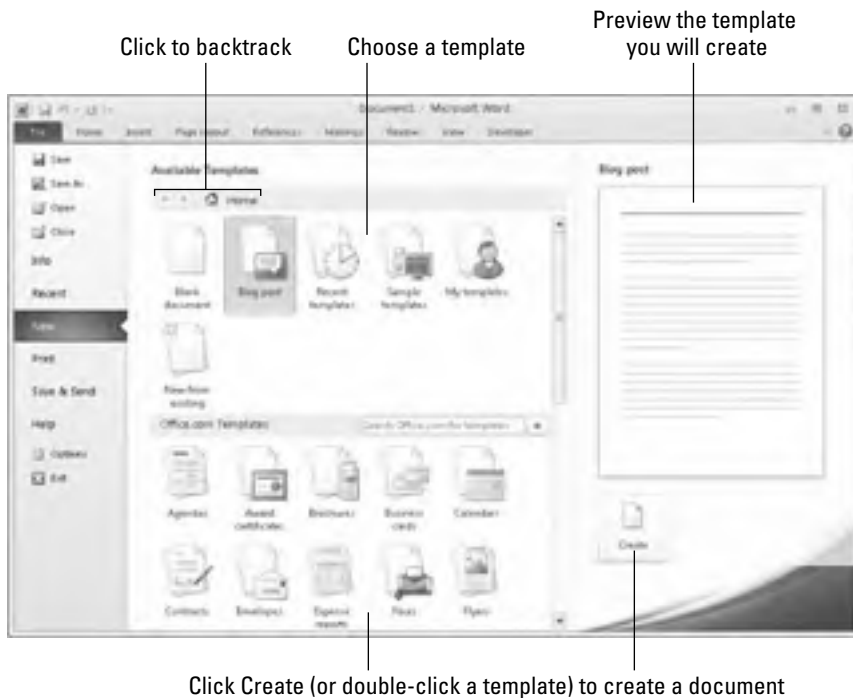 Preview the template
you will create
Click to backtrack
Choose a template
Document1 - Microsoft Word
File Home Insert Page Layout References Mailings Review View Developer
Save
Save As
Open
Close
Info
Recent
New
Print
Save & Send
Help
Options
Exit
Available Templates
Home
Blank
document
Blog post
Recent
templates
Sample
templates
My templates
New from
existing
Office.com Templates
Search Office.com for templates
Agendas
Award
certificates
Brochures
Business
cards
Calendars
Contracts
Envelopes
Expense
reports
Faxes
Flyers
Blog post
Create
Click Create (or double-click a template) to create a document